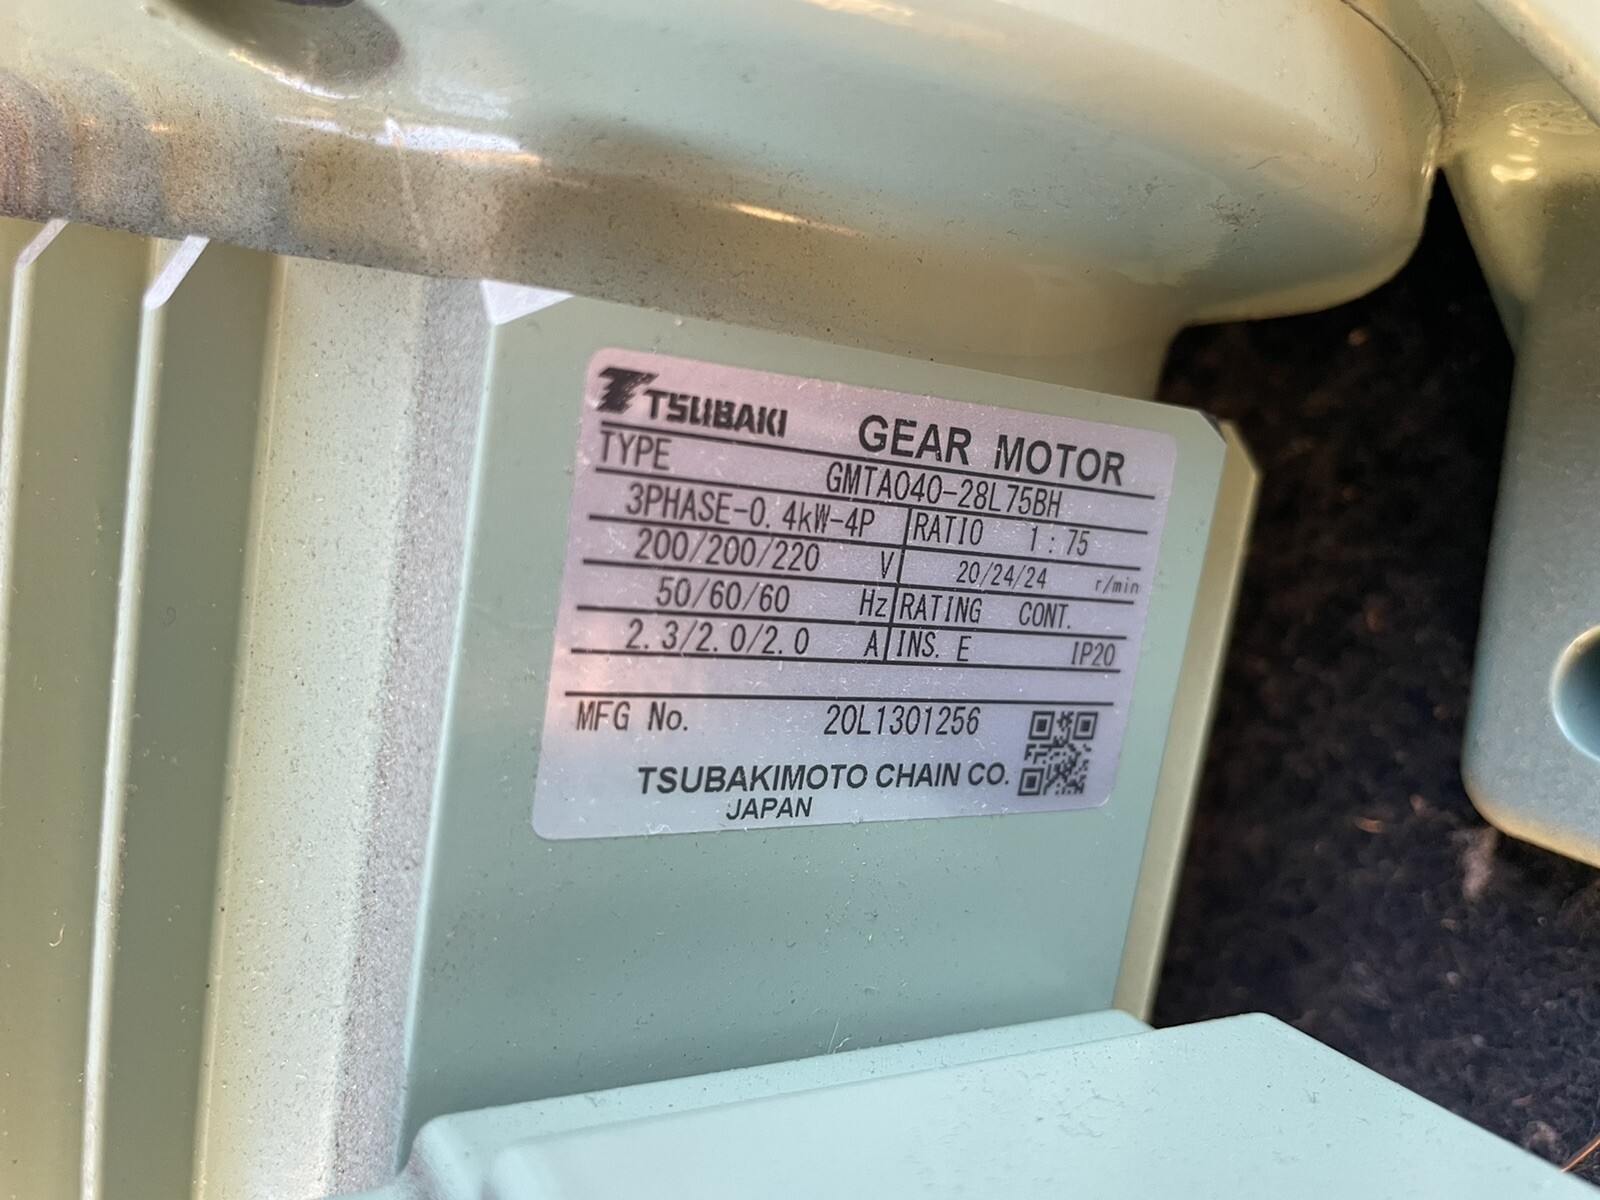 TSUBAKI GEAR MOTOR
TYPE GMTA040-28L75BH
3PHASE-0.4kW-4P RATIO 1:75
200/200/220 V 20/24/24 r/min
50/60/60 Hz RATING CONT.
2.3/2.0/2.0 A INS. E IP20
MFG No. 20L1301256
TSUBAKIMOTO CHAIN CO.
JAPAN